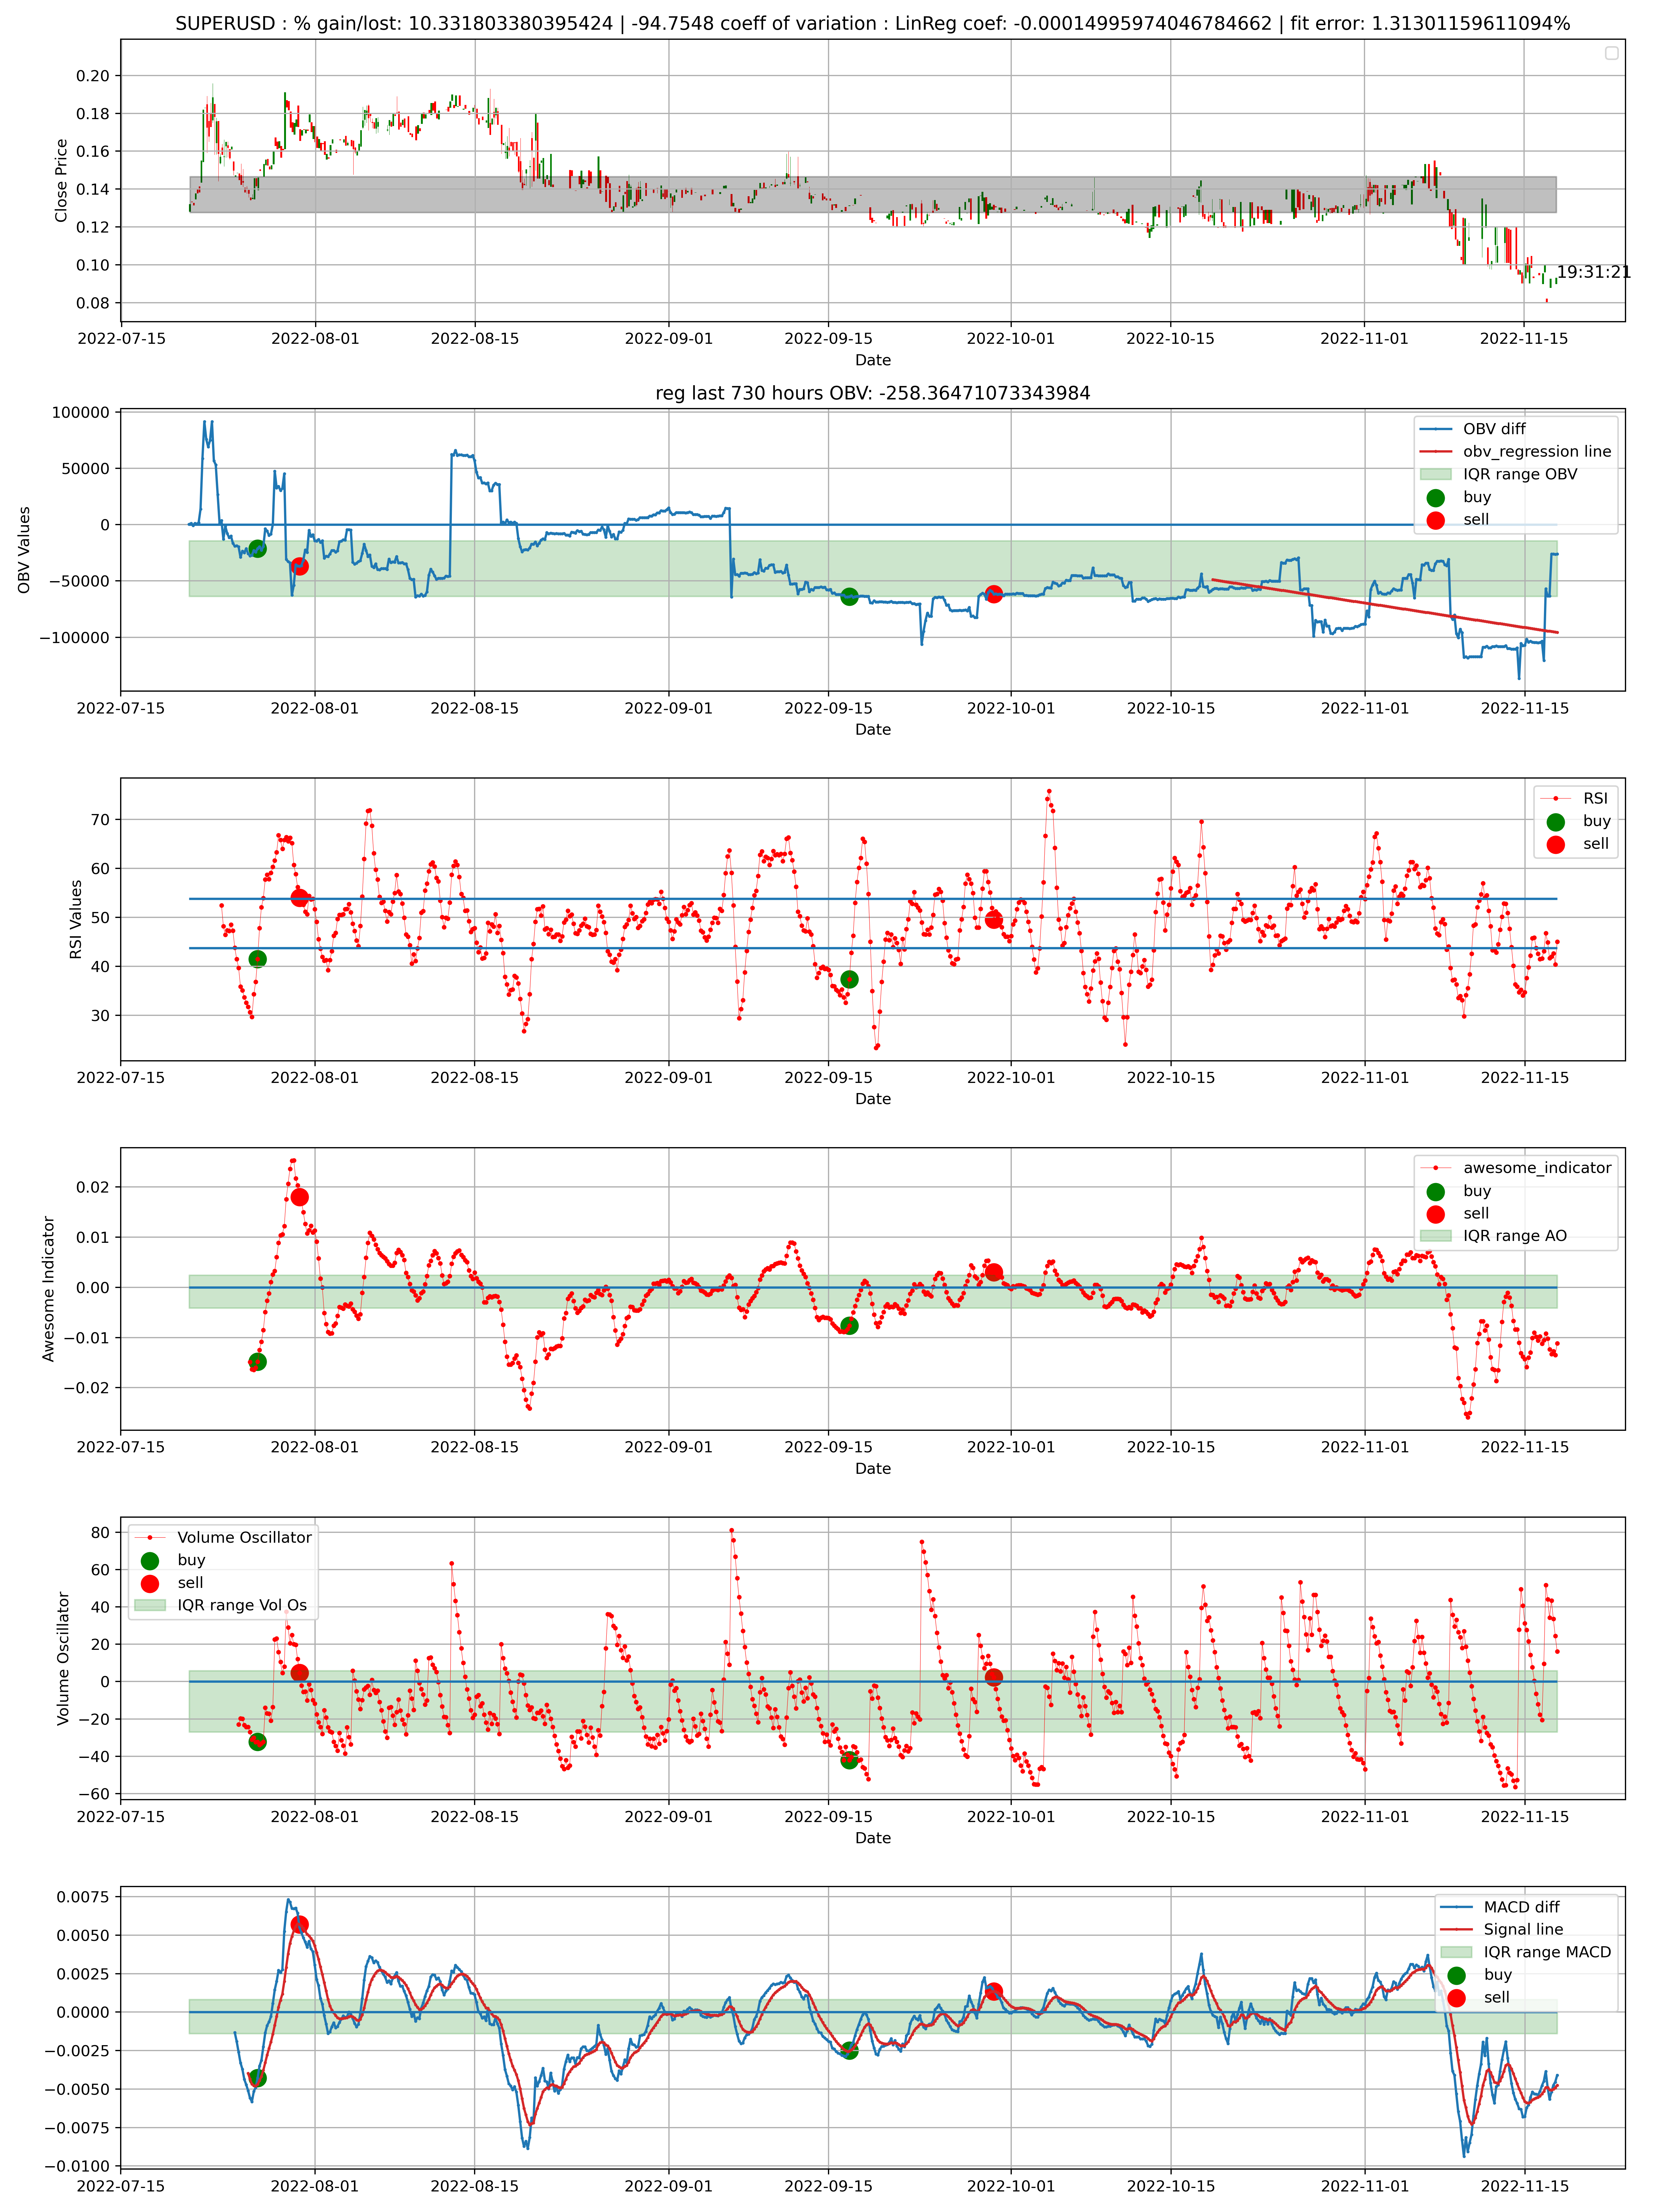 SUPERUSD : % gain/lost: 10.331803380395424 | -94.7548 coeff of variation : LinReg coef: -0.00014995974046784662 | fit error: 1.31301159611094%
0.20
0.18
0.16
0.14
0.12
0.10
0.08
Close Price
19:31:21
2022-07-15 2022-08-01 2022-08-15 2022-09-01 2022-09-15 2022-10-01 2022-10-15 2022-11-01 2022-11-15
Date
reg last 730 hours OBV: -258.36471073343984
100000
50000
0
−50000
−100000
OBV Values
OBV diff
obv_regression line
IQR range OBV
buy
sell
2022-07-15 2022-08-01 2022-08-15 2022-09-01 2022-09-15 2022-10-01 2022-10-15 2022-11-01 2022-11-15
Date
70
60
50
40
30
RSI Values
RSI
buy
sell
2022-07-15 2022-08-01 2022-08-15 2022-09-01 2022-09-15 2022-10-01 2022-10-15 2022-11-01 2022-11-15
Date
0.02
0.01
0.00
−0.01
−0.02
Awesome Indicator
awesome_indicator
buy
sell
IQR range AO
2022-07-15 2022-08-01 2022-08-15 2022-09-01 2022-09-15 2022-10-01 2022-10-15 2022-11-01 2022-11-15
Date
80
60
40
20
0
−20
−40
−60
Volume Oscillator
Volume Oscillator
buy
sell
IQR range Vol Os
2022-07-15 2022-08-01 2022-08-15 2022-09-01 2022-09-15 2022-10-01 2022-10-15 2022-11-01 2022-11-15
Date
0.0075
0.0050
0.0025
0.0000
−0.0025
−0.0050
−0.0075
−0.0100
MACD diff
Signal line
IQR range MACD
buy
sell
2022-07-15 2022-08-01 2022-08-15 2022-09-01 2022-09-15 2022-10-01 2022-10-15 2022-11-01 2022-11-15